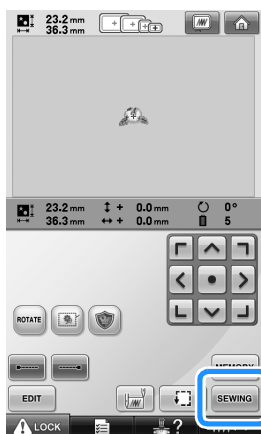 23.2 mm
36.3 mm
23.2 mm + 0.0 mm 0°
36.3 mm + 0.0 mm 5
ROTATE
MEMORY
EDIT
SEWING
LOCK
?